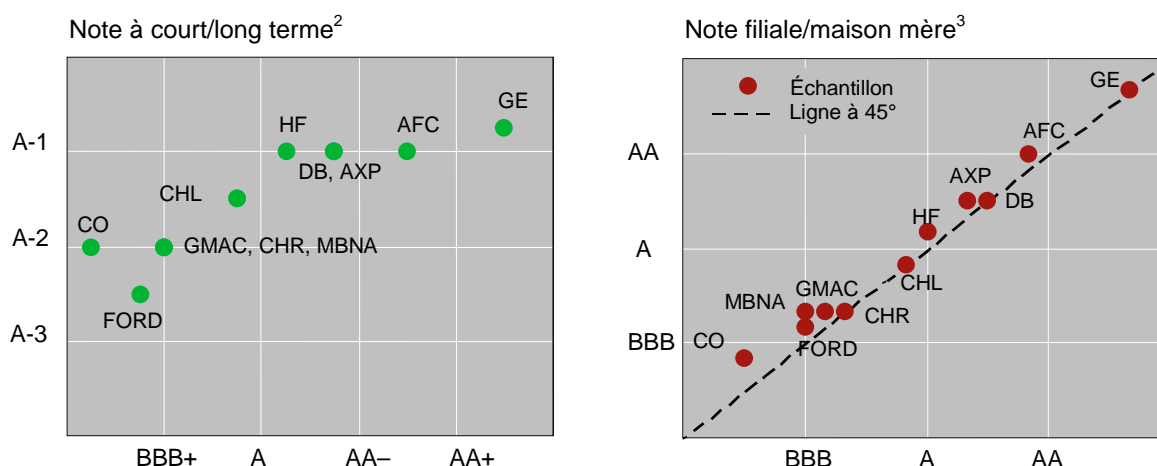 Note à court/long terme2
GE
HF
AFC
A-1
DB, AXP
CHL
CO
A-2
GMAC, CHR, MBNA
FORD
A-3
BBB+ A AA– AA+
Note filiale/maison mère3
GE
Échantillon
Ligne à 45°
AFC
AA
AXP
DB
HF
A
CHL
GMAC
MBNA
CHR
CO
BBB
FORD
BBB A AA